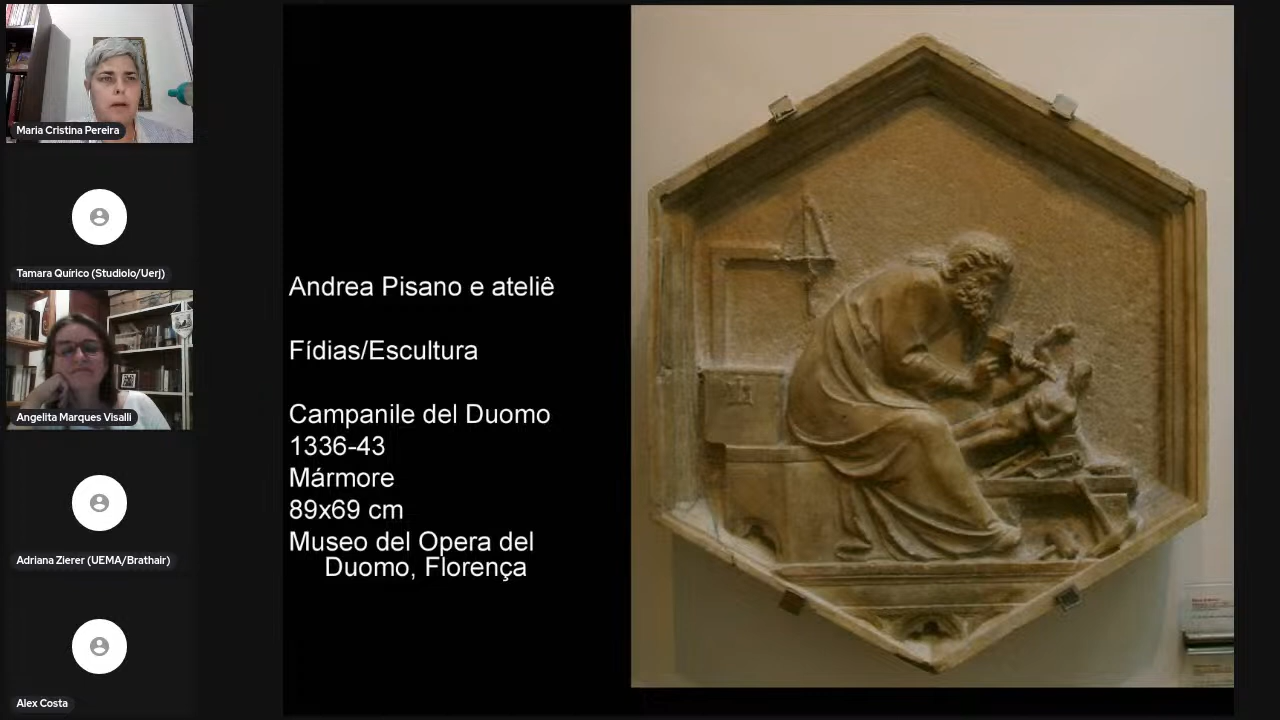 Maria Cristina Pereira
Tamara Quírico (Studiolo/Uerj)
Angelita Marques Visalli
Adriana Zierer (UEMA/Brathair)
Alex Costa
Andrea Pisano e ateliê
Fídias/Escultura
Campanile del Duomo
1336-43
Mármore
89x69 cm
Museo del Opera del
Duomo, Florença